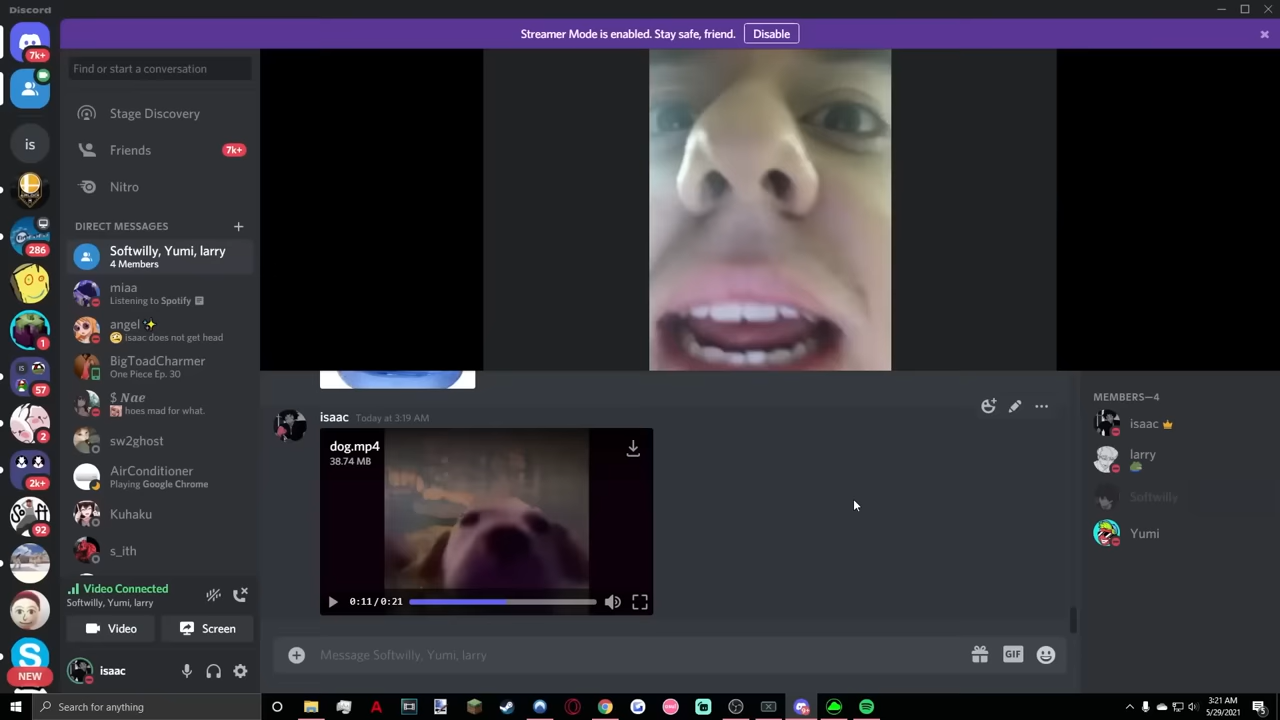 Discord
Streamer Mode is enabled. Stay safe, friend.
Disable
7k+
Find or start a conversation
Stage Discovery
Friends
7k+
Nitro
DIRECT MESSAGES
Softwilly, Yumi, larry
4 Members
miaa
Listening to Spotify
angel
isaac does not get head
BigToadCharmer
One Piece Ep. 30
$ Nae
hoes mad for what.
sw2ghost
AirConditioner
Playing Google Chrome
Kuhaku
s_ith
Video Connected
Softwilly, Yumi, larry
Video
Screen
isaac
is
286
1
57
2
2k+
92
S
NEW
isaac
Today at 3:19 AM
dog.mp4
38.74 MB
0:11/0:21
Message Softwilly, Yumi, larry
GIF
MEMBERS—4
isaac
larry
Softwilly
Yumi
Search for anything
3:21 AM
5/29/2021